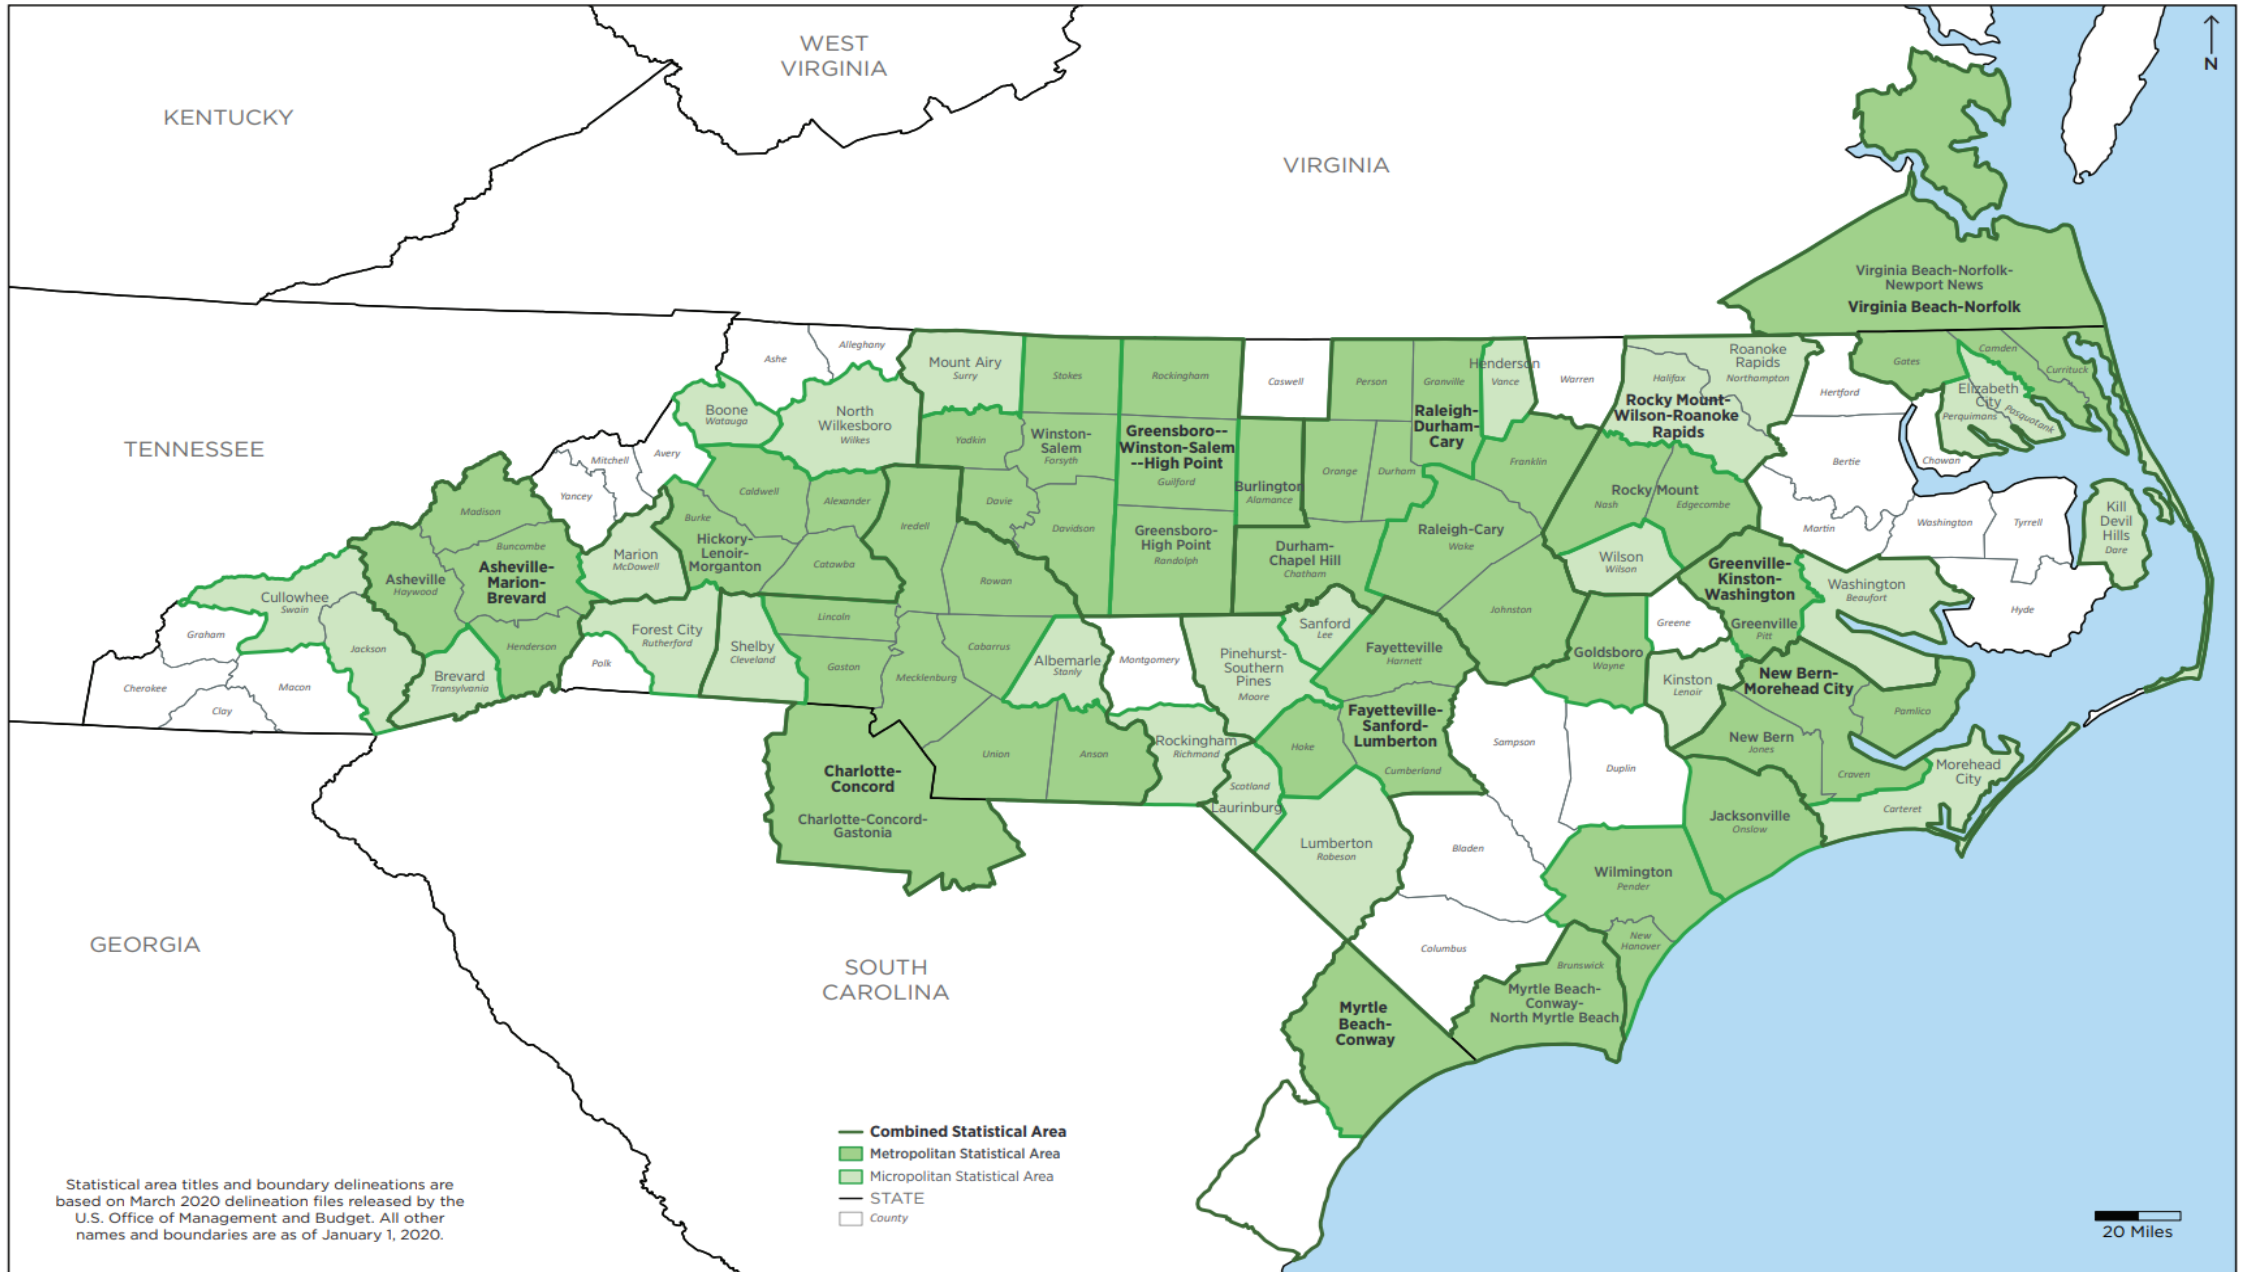 WEST
VIRGINIA
N
KENTUCKY
VIRGINIA
Virginia Beach-Norfolk-
Newport News
Virginia Beach-Norfolk
TENNESSEE
Ashe
Alleghany
Mount Airy
Surry
Stokes
Rockingham
Caswell
Person
Granville
Henderson
Vance
Warren
Halifax
Roanoke
Rapids
Northampton
Hertford
Gates
Camden
Currituck
Boone
Watauga
North
Wilkesboro
Wilkes
Yadkin
Winston-
Salem
Forsyth
Greensboro--
Winston-Salem
--High Point
Guilford
Raleigh-
Durham-
Cary
Rocky Mount-
Wilson-Roanoke
Rapids
Elizabeth
City
Perquimans
Pasquotank
Chowan
Bertie
Mitchell
Avery
Yancey
Caldwell
Alexander
Iredell
Davie
Davidson
Burlington
Alamance
Orange
Durham
Franklin
Rocky Mount
Nash
Edgecombe
Martin
Washington
Tyrrell
Kill
Devil
Hills
Dare
Madison
Buncombe
Asheville-
Marion-
Brevard
Marion
McDowell
Burke
Hickory-
Lenoir-
Morganton
Catawba
Rowan
Greensboro-
High Point
Randolph
Durham-
Chapel Hill
Chatham
Raleigh-Cary
Wake
Johnston
Wilson
Wilson
Greenville-
Kinston-
Washington
Greenville
Pitt
Washington
Beaufort
Hyde
Cullowhee
Swain
Asheville
Haywood
Graham
Jackson
Cherokee
Macon
Clay
Brevard
Transylvania
Henderson
Polk
Forest City
Rutherford
Shelby
Cleveland
Lincoln
Gaston
Mecklenburg
Cabarrus
Albemarle
Stanly
Montgomery
Pinehurst-
Southern
Pines
Moore
Sanford
Lee
Fayetteville
Harnett
Goldsboro
Wayne
Greene
Kinston
Lenoir
New Bern-
Morehead City
Pamlico
New Bern
Jones
Craven
Morehead
City
Carteret
Charlotte-
Concord
Charlotte-Concord-
Gastonia
Union
Anson
Rockingham
Richmond
Scotland
Laurinburg
Hoke
Fayetteville-
Sanford-
Lumberton
Cumberland
Sampson
Duplin
Jacksonville
Onslow
Lumberton
Robeson
Bladen
Wilmington
Pender
New
Hanover
Columbus
Brunswick
Myrtle Beach-
Conway-
North Myrtle Beach
Myrtle
Beach-
Conway
GEORGIA
SOUTH
CAROLINA
Combined Statistical Area
Metropolitan Statistical Area
Micropolitan Statistical Area
STATE
County
Statistical area titles and boundary delineations are
based on March 2020 delineation files released by the
U.S. Office of Management and Budget. All other
names and boundaries are as of January 1, 2020.
20 Miles